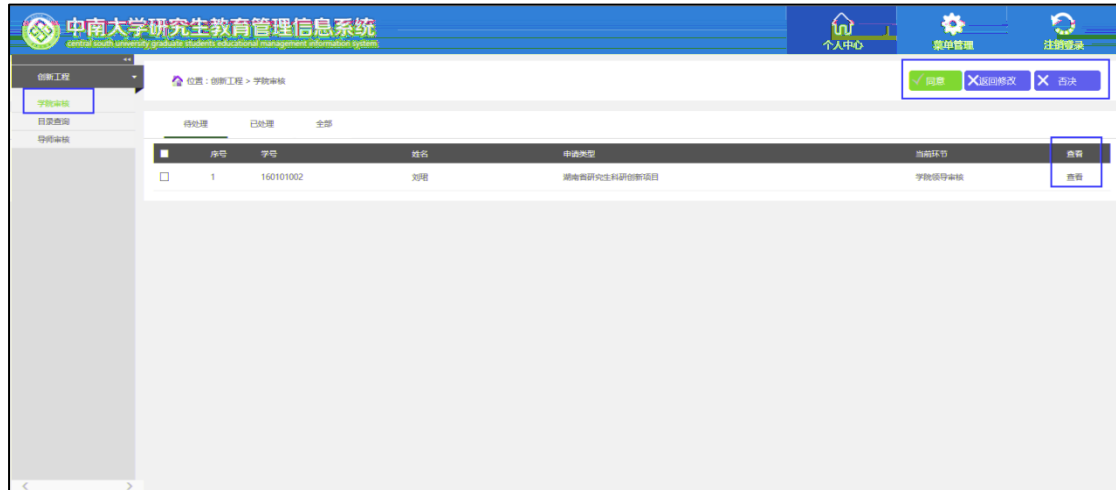 中南大学研究生教育管理信息系统
central south university graduate students educational management information system
个人中心
菜单管理
注销登录
<<
创新工程
学院审核
目录查询
导师审核
位置：创新工程 > 学院审核
同意 返回修改 否决
待处理 已处理 全部
序号 学号 姓名 申请类型 当前环节 查看
1 160101002 刘珺 湖南省研究生科研创新项目 学院领导审核 查看